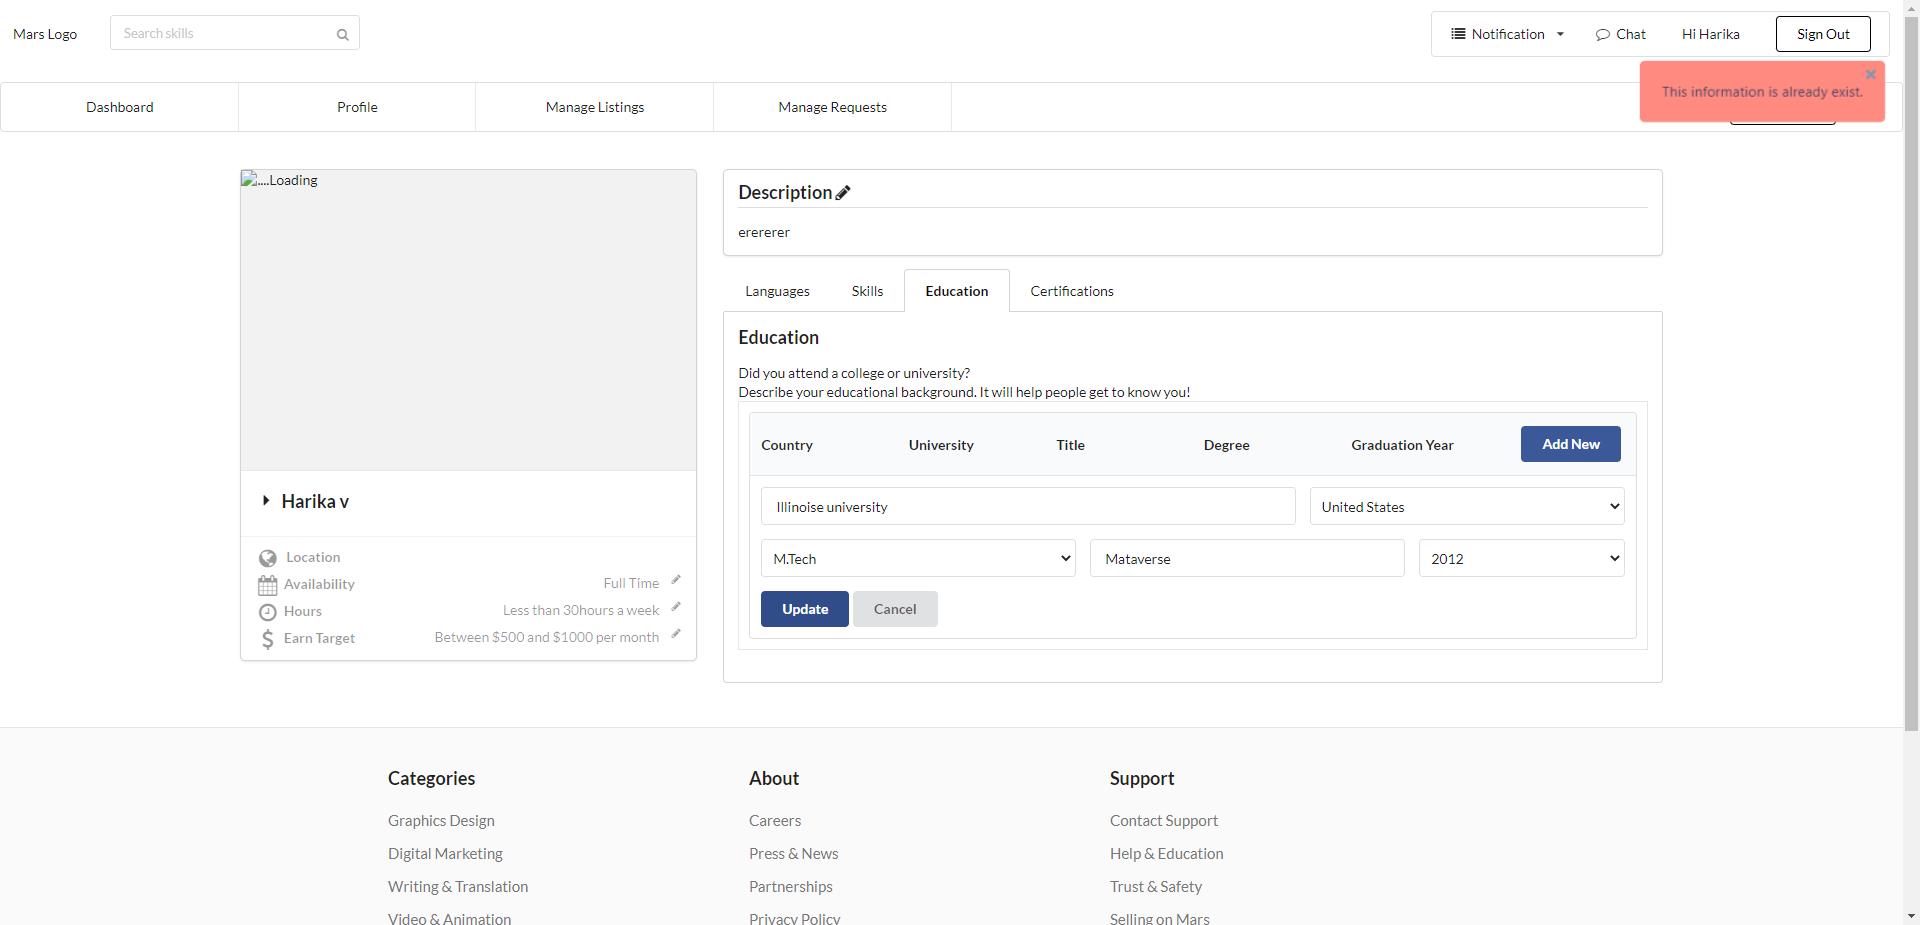 Mars Logo
Search skills
Notification
Chat
Hi Harika
Sign Out
This information is already exist.
Dashboard
Profile
Manage Listings
Manage Requests
....Loading
Harika v
Location
Availability
Full Time
Hours
Less than 30hours a week
Earn Target
Between $500 and $1000 per month
Description
erererer
Languages
Skills
Education
Certifications
Education
Did you attend a college or university?
Describe your educational background. It will help people get to know you!
Country
University
Title
Degree
Graduation Year
Add New
Illinoise university
United States
M.Tech
Mataverse
2012
Update
Cancel
Categories
Graphics Design
Digital Marketing
Writing & Translation
Video & Animation
About
Careers
Press & News
Partnerships
Privacy Policy
Support
Contact Support
Help & Education
Trust & Safety
Selling on Mars